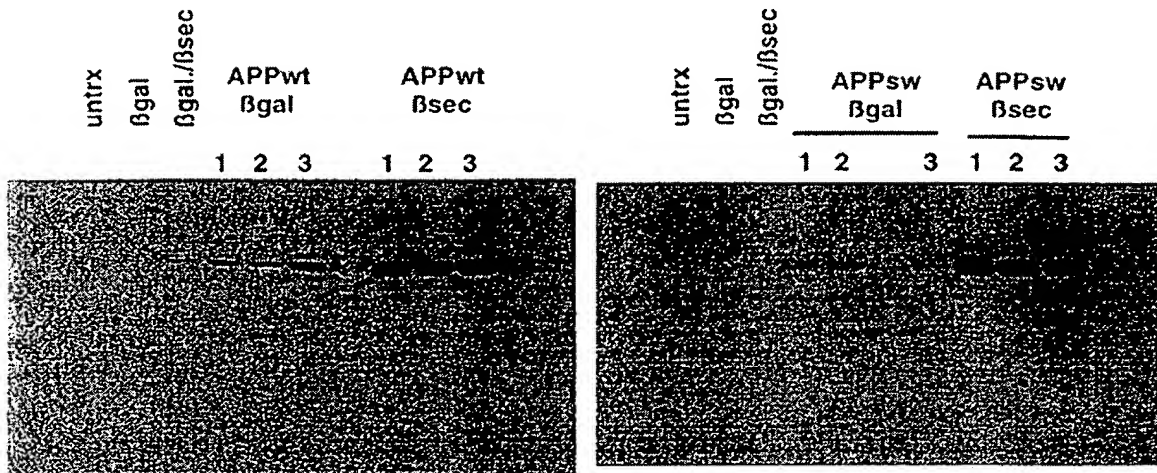 untrx
ßgal
ßgal./ßsec
APPwt
ßgal
APPwt
ßsec
1 2 3 1 2 3
untrx
ßgal
ßgal/ßsec
APPsw
ßgal
APPsw
ßsec
1 2 3 1 2 3